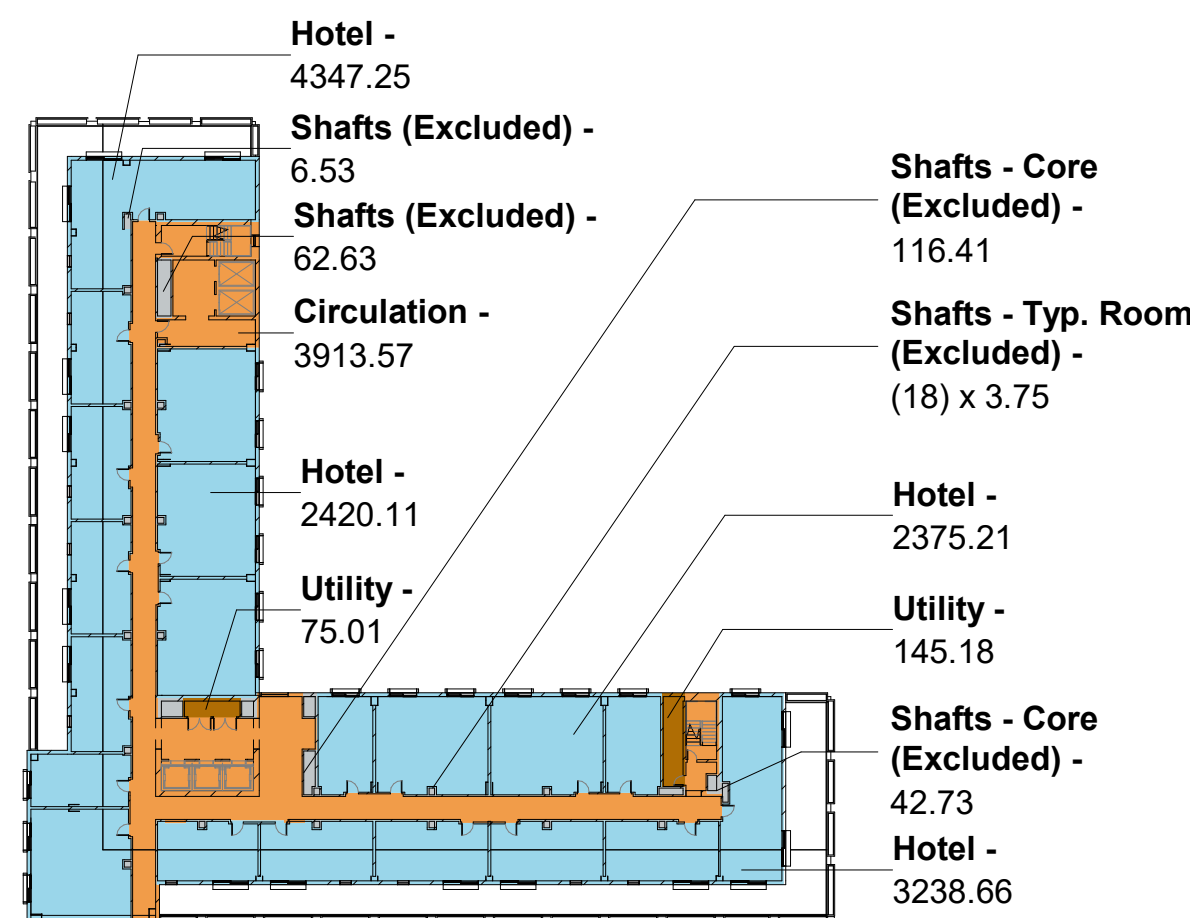 Hotel -
4347.25
Shafts (Excluded) -
6.53
Shafts (Excluded) -
62.63
Circulation -
3913.57
Hotel -
2420.11
Utility -
75.01
Shafts - Core
(Excluded) -
116.41
Shafts - Typ. Room
(Excluded) -
(18) x 3.75
Hotel -
2375.21
Utility -
145.18
Shafts - Core
(Excluded) -
42.73
Hotel -
3238.66